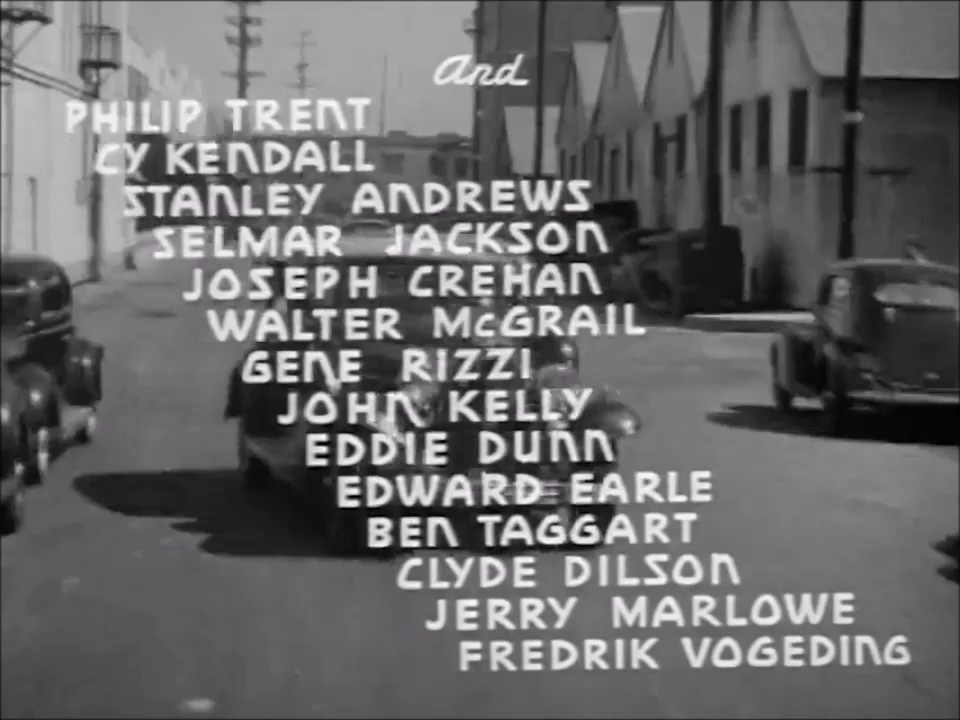 And
PHILIP TRENT
CY KENDALL
STANLEY ANDREWS
SELMAR JACKSON
JOSEPH CREHAN
WALTER McGRAIL
GENE RIZZI
JOHN KELLY
EDDIE DUNN
EDWARD EARLE
BEN TAGGART
CLYDE DILSON
JERRY MARLOWE
FREDRIK VOGEDING